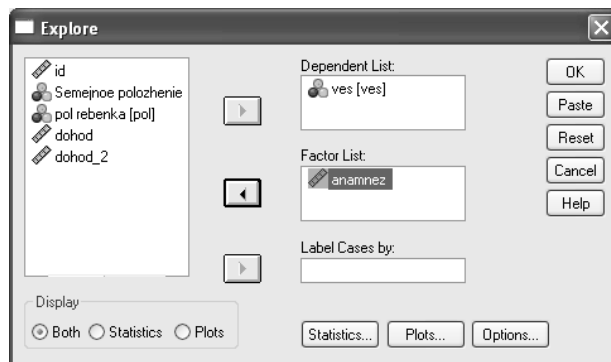 Explore
id
Semejnoe polozhenie
pol rebenka [pol]
dohod
dohod_2
Dependent List:
ves [ves]
Factor List:
anamnez
Label Cases by:
OK
Paste
Reset
Cancel
Help
Display
Both Statistics Plots
Statistics... Plots... Options...